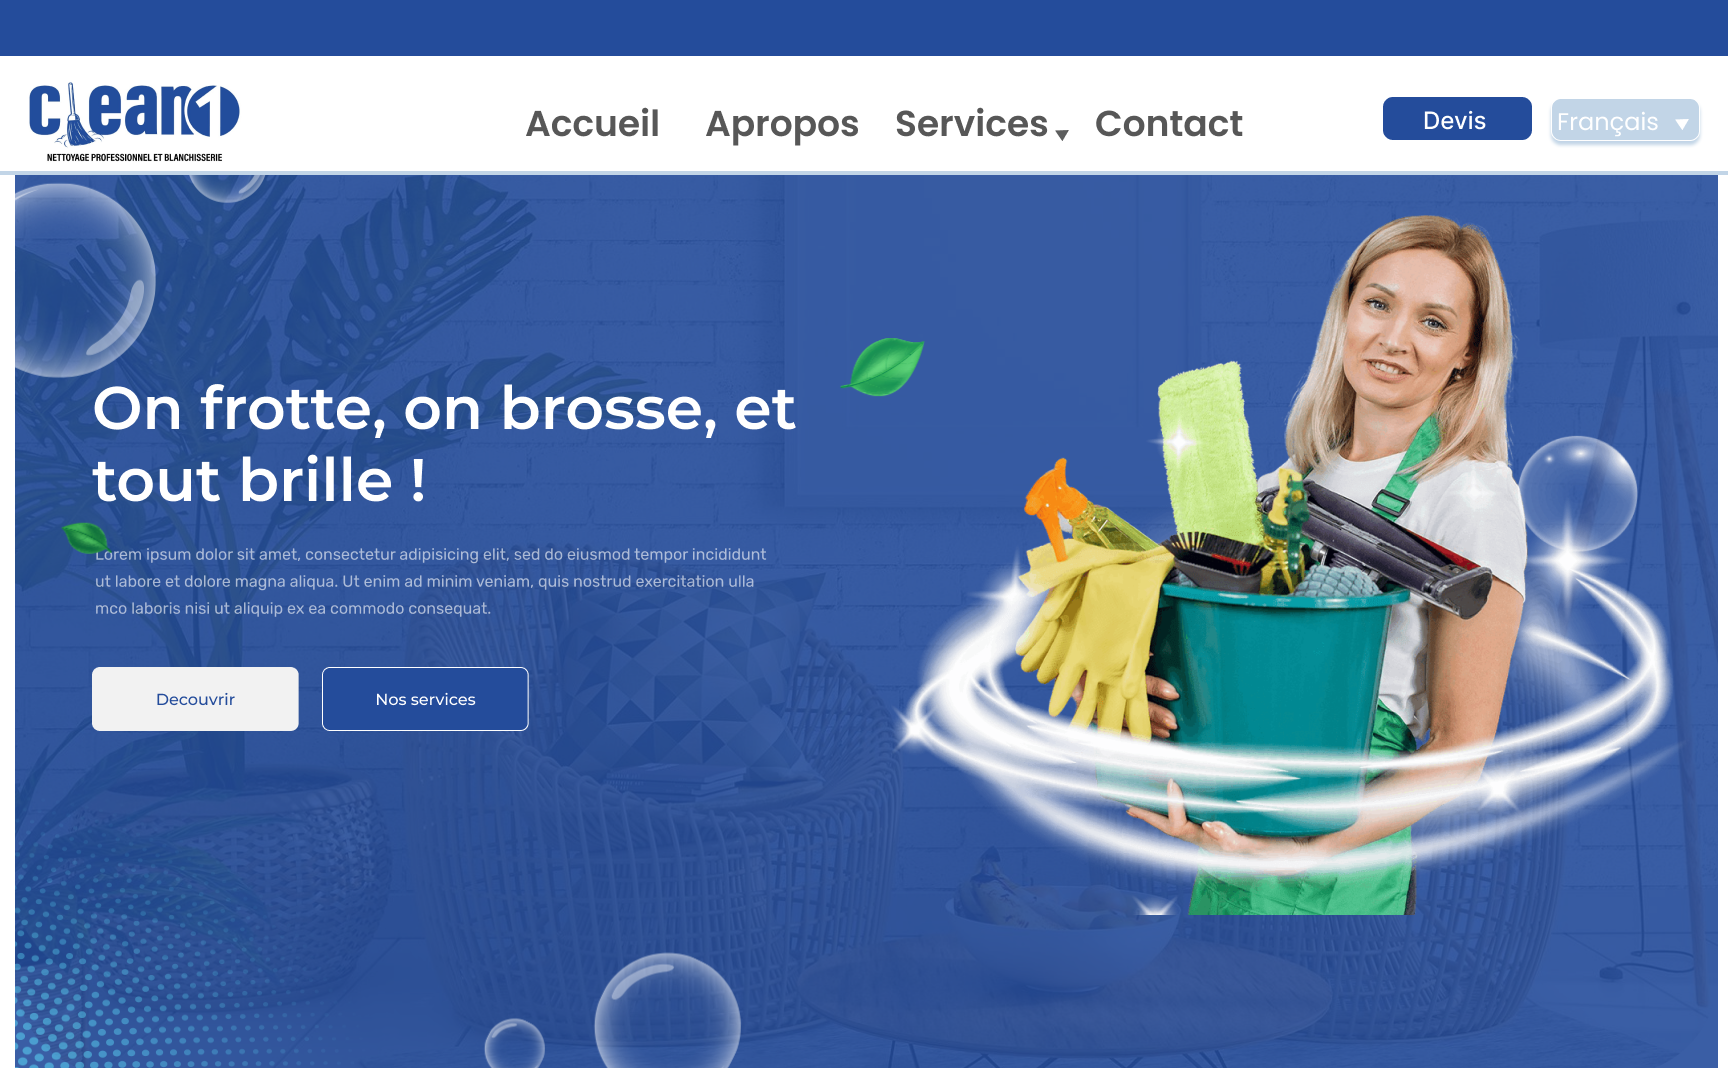 clean1
NETTOYAGE PROFESSIONNEL ET BLANCHISSERIE
Accueil Apropos Services Contact
Devis
Français
On frotte, on brosse, et
tout brille !
Lorem ipsum dolor sit amet, consectetur adipisicing elit, sed do eiusmod tempor incididunt
ut labore et dolore magna aliqua. Ut enim ad minim veniam, quis nostrud exercitation ulla
mco laboris nisi ut aliquip ex ea commodo consequat.
Decouvrir
Nos services